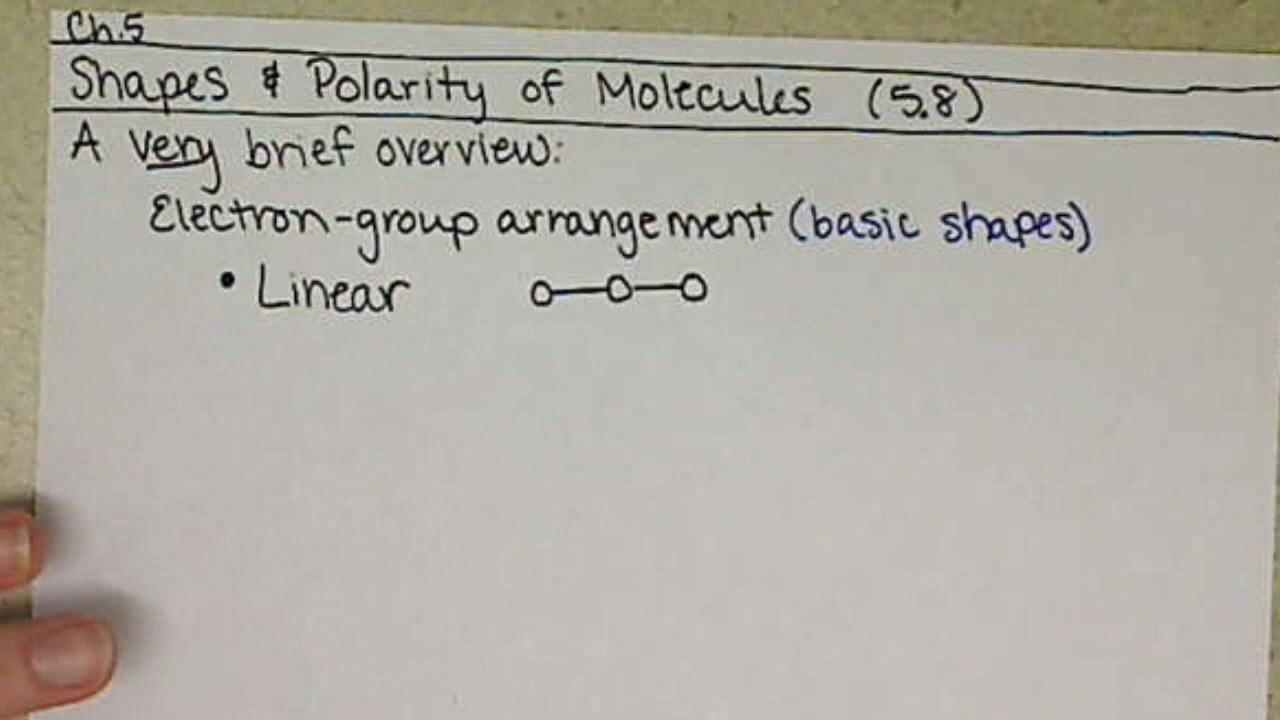 Ch.5
Shapes & Polarity of Molecules (5.8)
A very brief overview:
Electron-group arrangement (basic shapes)
• Linear